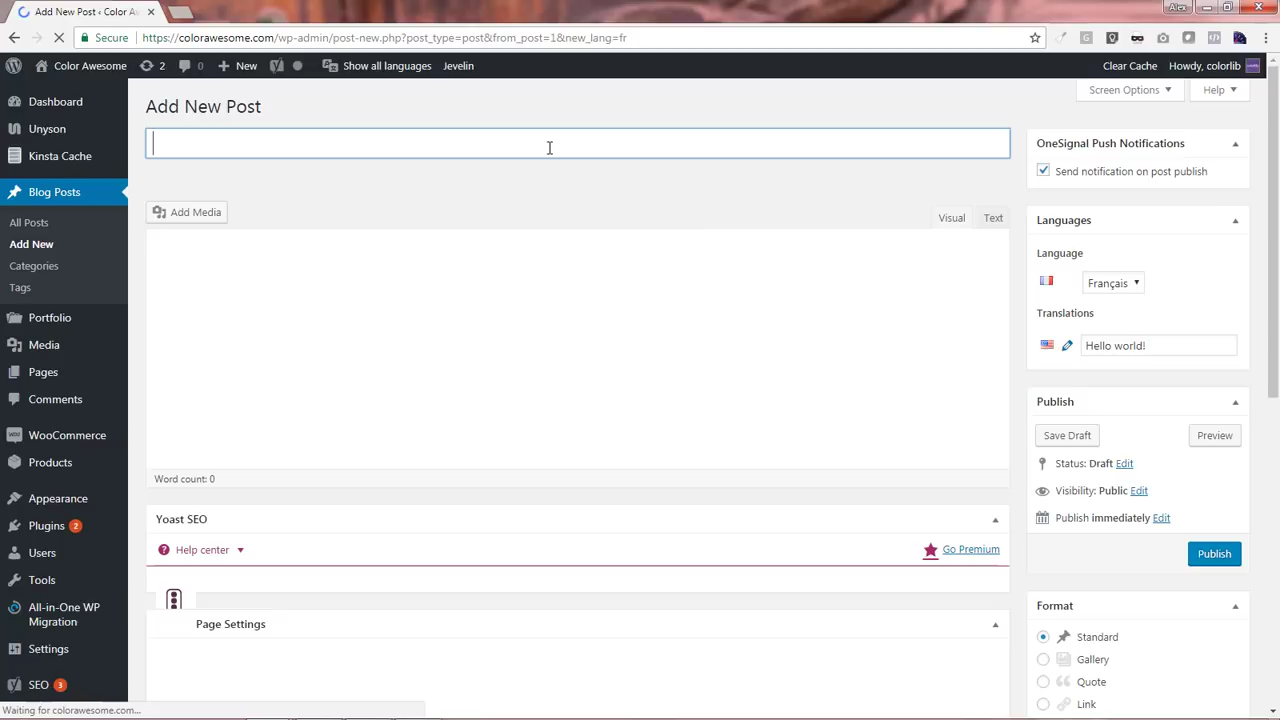 Add New Post ‹ Color Aw
Alex
Secure
https://colorawesome.com/wp-admin/post-new.php?post_type=post&from_post=1&new_lang=fr
Color Awesome
2
0
New
Show all languages
Javelin
Clear Cache
Howdy, colorlib
Screen Options
Help
Dashboard
Unyson
Kinsta Cache
Blog Posts
All Posts
Add New
Categories
Tags
Portfolio
Media
Pages
Comments
WooCommerce
Products
Appearance
Plugins 2
Users
Tools
All-in-One WP
Migration
Settings
SEO 3
Add New Post
Add Media
Visual
Text
Word count: 0
Yoast SEO
Help center
Go Premium
Page Settings
OneSignal Push Notifications
Send notification on post publish
Languages
Language
Français
Translations
Hello world!
Publish
Save Draft
Preview
Status: Draft Edit
Visibility: Public Edit
Publish immediately Edit
Publish
Format
Standard
Gallery
Quote
Link
Waiting for colorawesome.com...